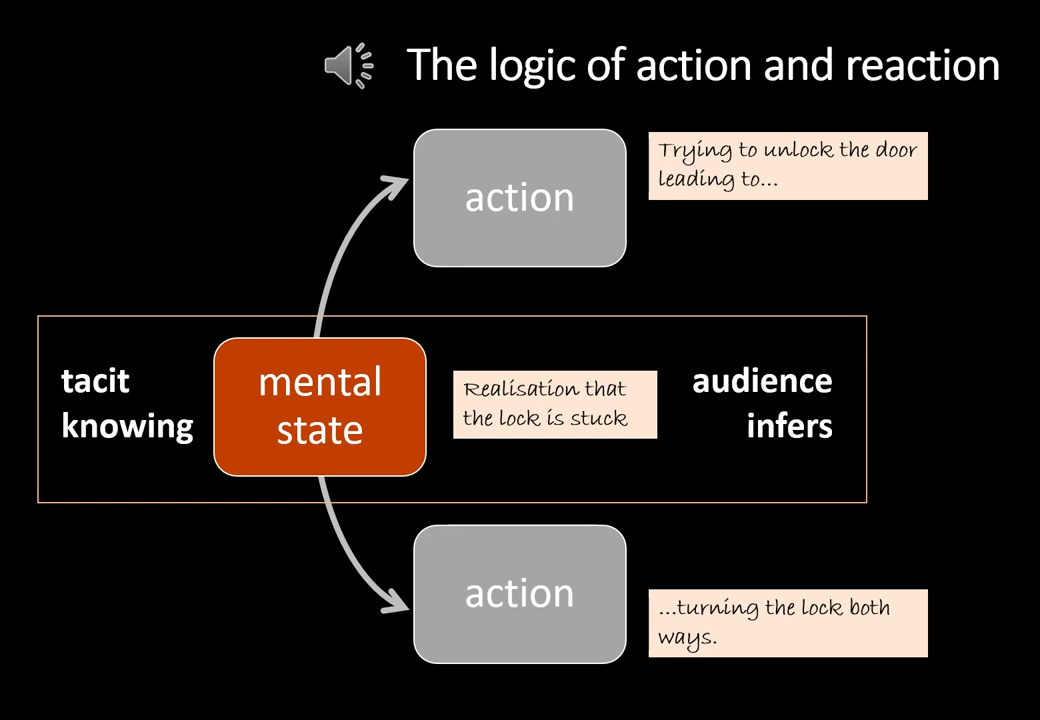 The logic of action and reaction
action
Trying to unlock the door
leading to...
tacit
knowing
mental
state
Realisation that
the lock is stuck
audience
infers
action
...turning the lock both
ways.